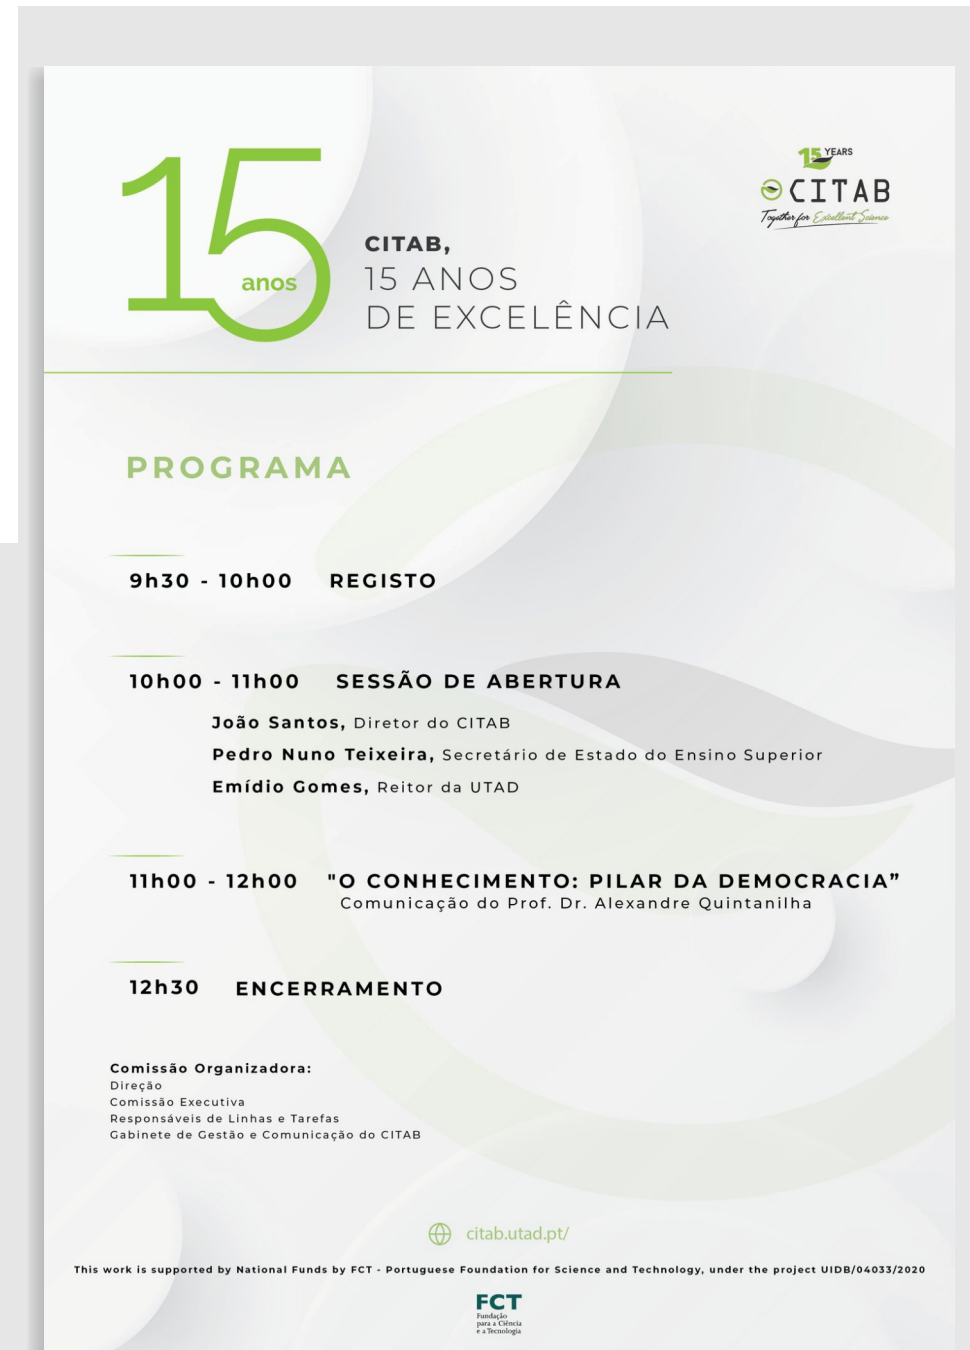 15
anos
CITAB,
15 ANOS
DE EXCELÊNCIA
15 YEARS
CITAB
Together for Excellent Science
PROGRAMA
9h30 - 10h00 REGISTO
10h00 - 11h00 SESSÃO DE ABERTURA
João Santos, Diretor do CITAB
Pedro Nuno Teixeira, Secretário de Estado do Ensino Superior
Emídio Gomes, Reitor da UTAD
11h00 - 12h00 "O CONHECIMENTO: PILAR DA DEMOCRACIA”
Comunicação do Prof. Dr. Alexandre Quintanilha
12h30 ENCERRAMENTO
Comissão Organizadora:
Direção
Comissão Executiva
Responsáveis de Linhas e Tarefas
Gabinete de Gestão e Comunicação do CITAB
citab.utad.pt/
This work is supported by National Funds by FCT - Portuguese Foundation for Science and Technology, under the project UIDB/04033/2020
FCT
Fundação
para a Ciência
e a Tecnologia